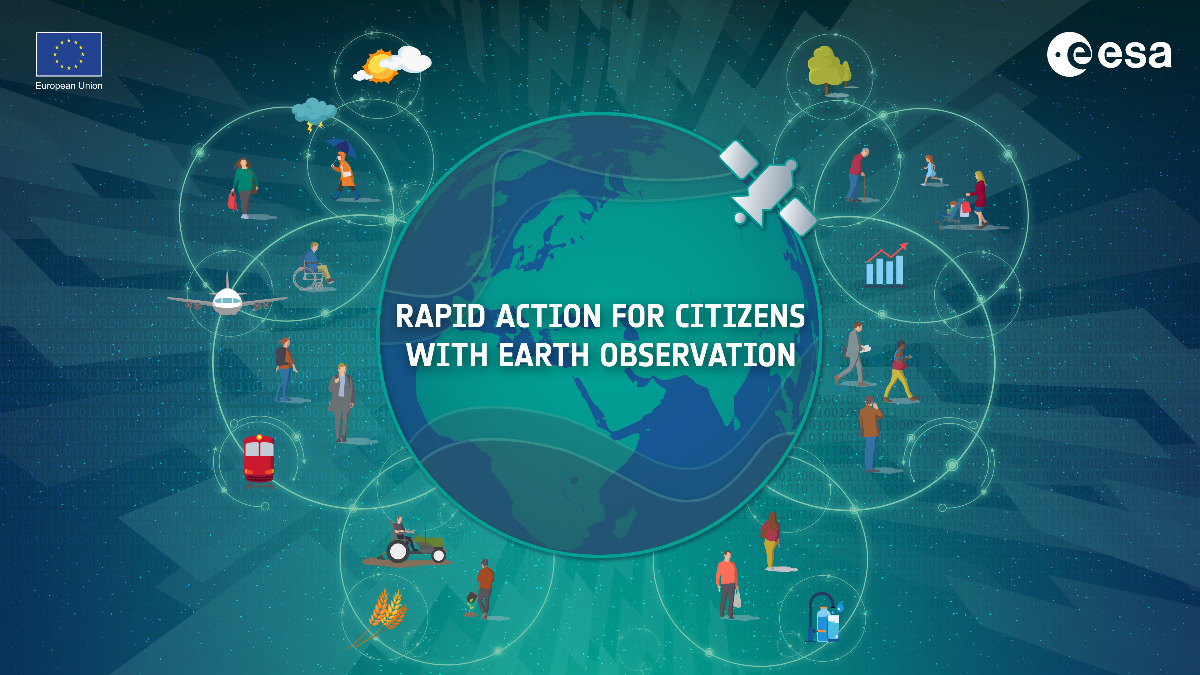 European Union
esa
RAPID ACTION FOR CITIZENS
WITH EARTH OBSERVATION